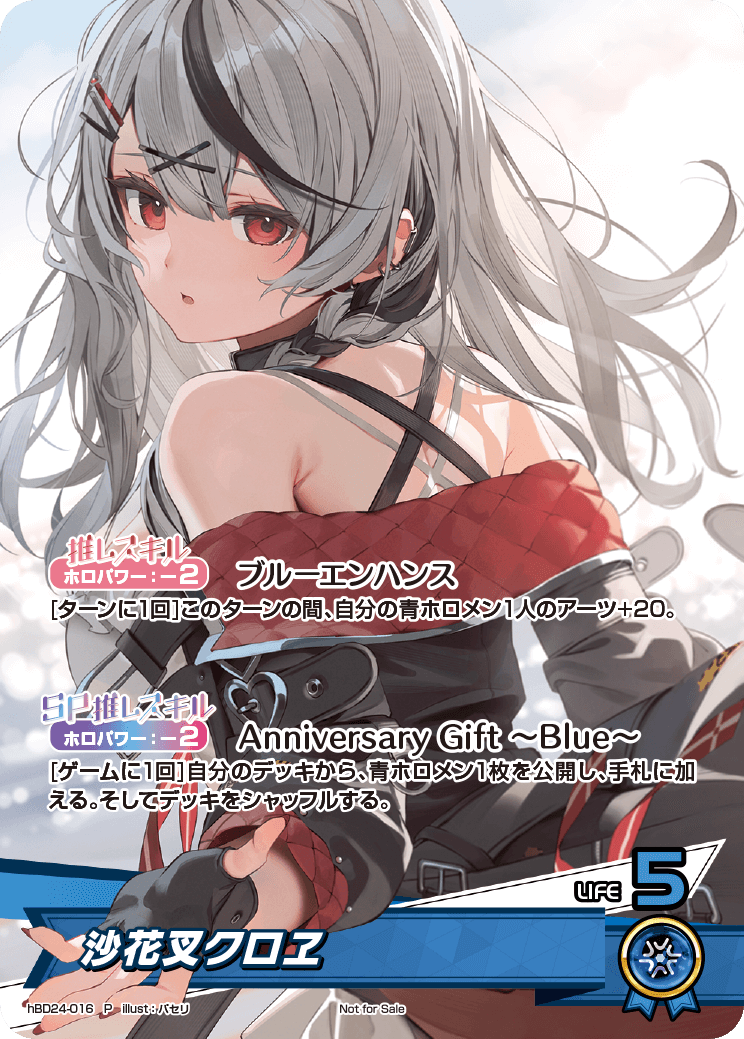 推しスキル
ホロパワー：－2
ブルーエンハンス
[ターンに1回]このターンの間、自分の青ホロメン1人のアーツ+20。
SP推しスキル
ホロパワー：－2
Anniversary Gift ～Blue～
[ゲームに1回]自分のデッキから、青ホロメン1枚を公開し、手札に加
える。そしてデッキをシャッフルする。
LIFE 5
沙花叉クロヱ
hBD24-016 P illust：パセリ Not for Sale